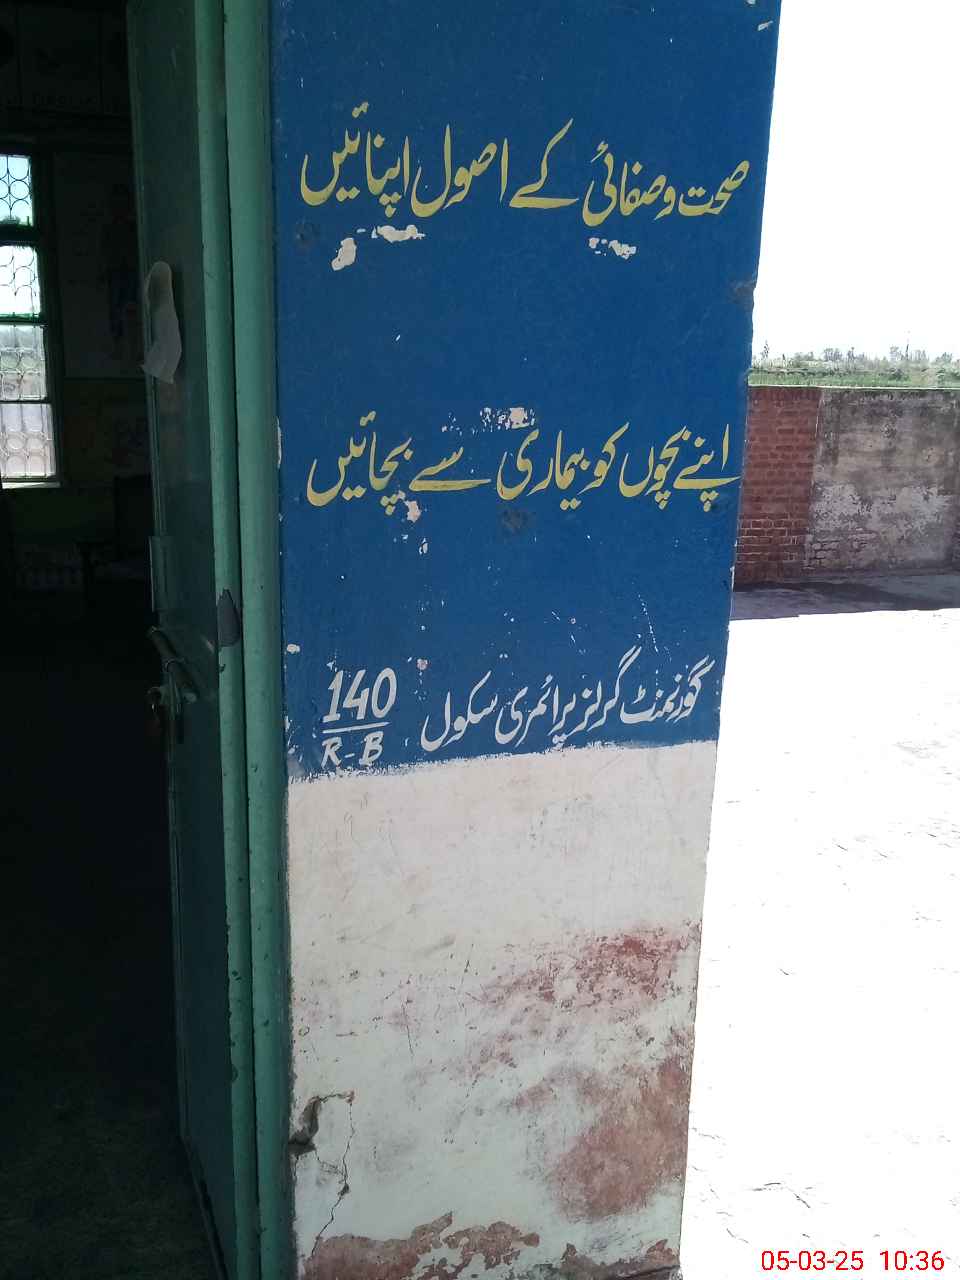 صحت و صفائی کے اصول اپنائیں
اپنے بچوں کو بیماری سے بچائیں
گورنمنٹ گرلز پرائمری سکول 140
R-B
05-03-25 10:36